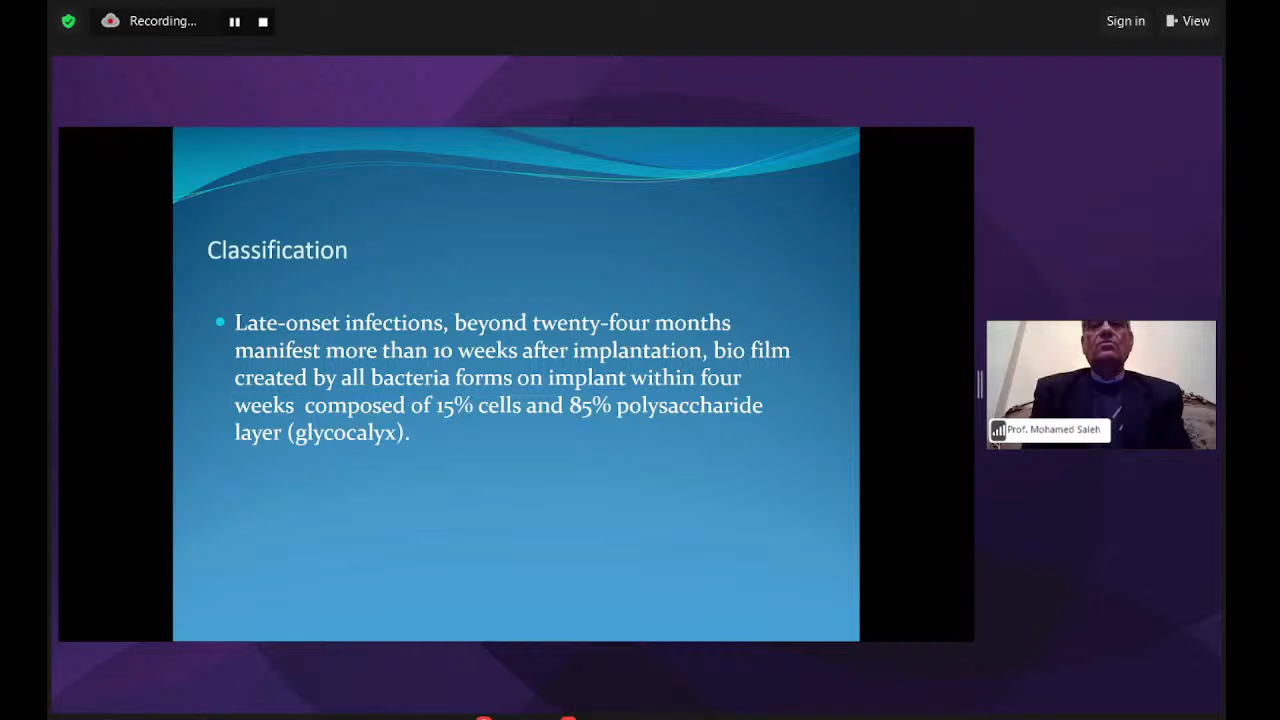 Recording...
Sign in
View
Classification
Late-onset infections, beyond twenty-four months
manifest more than 10 weeks after implantation, bio film
created by all bacteria forms on implant within four
weeks composed of 15% cells and 85% polysaccharide
layer (glycocalyx).
Prof. Mohamed Saleh